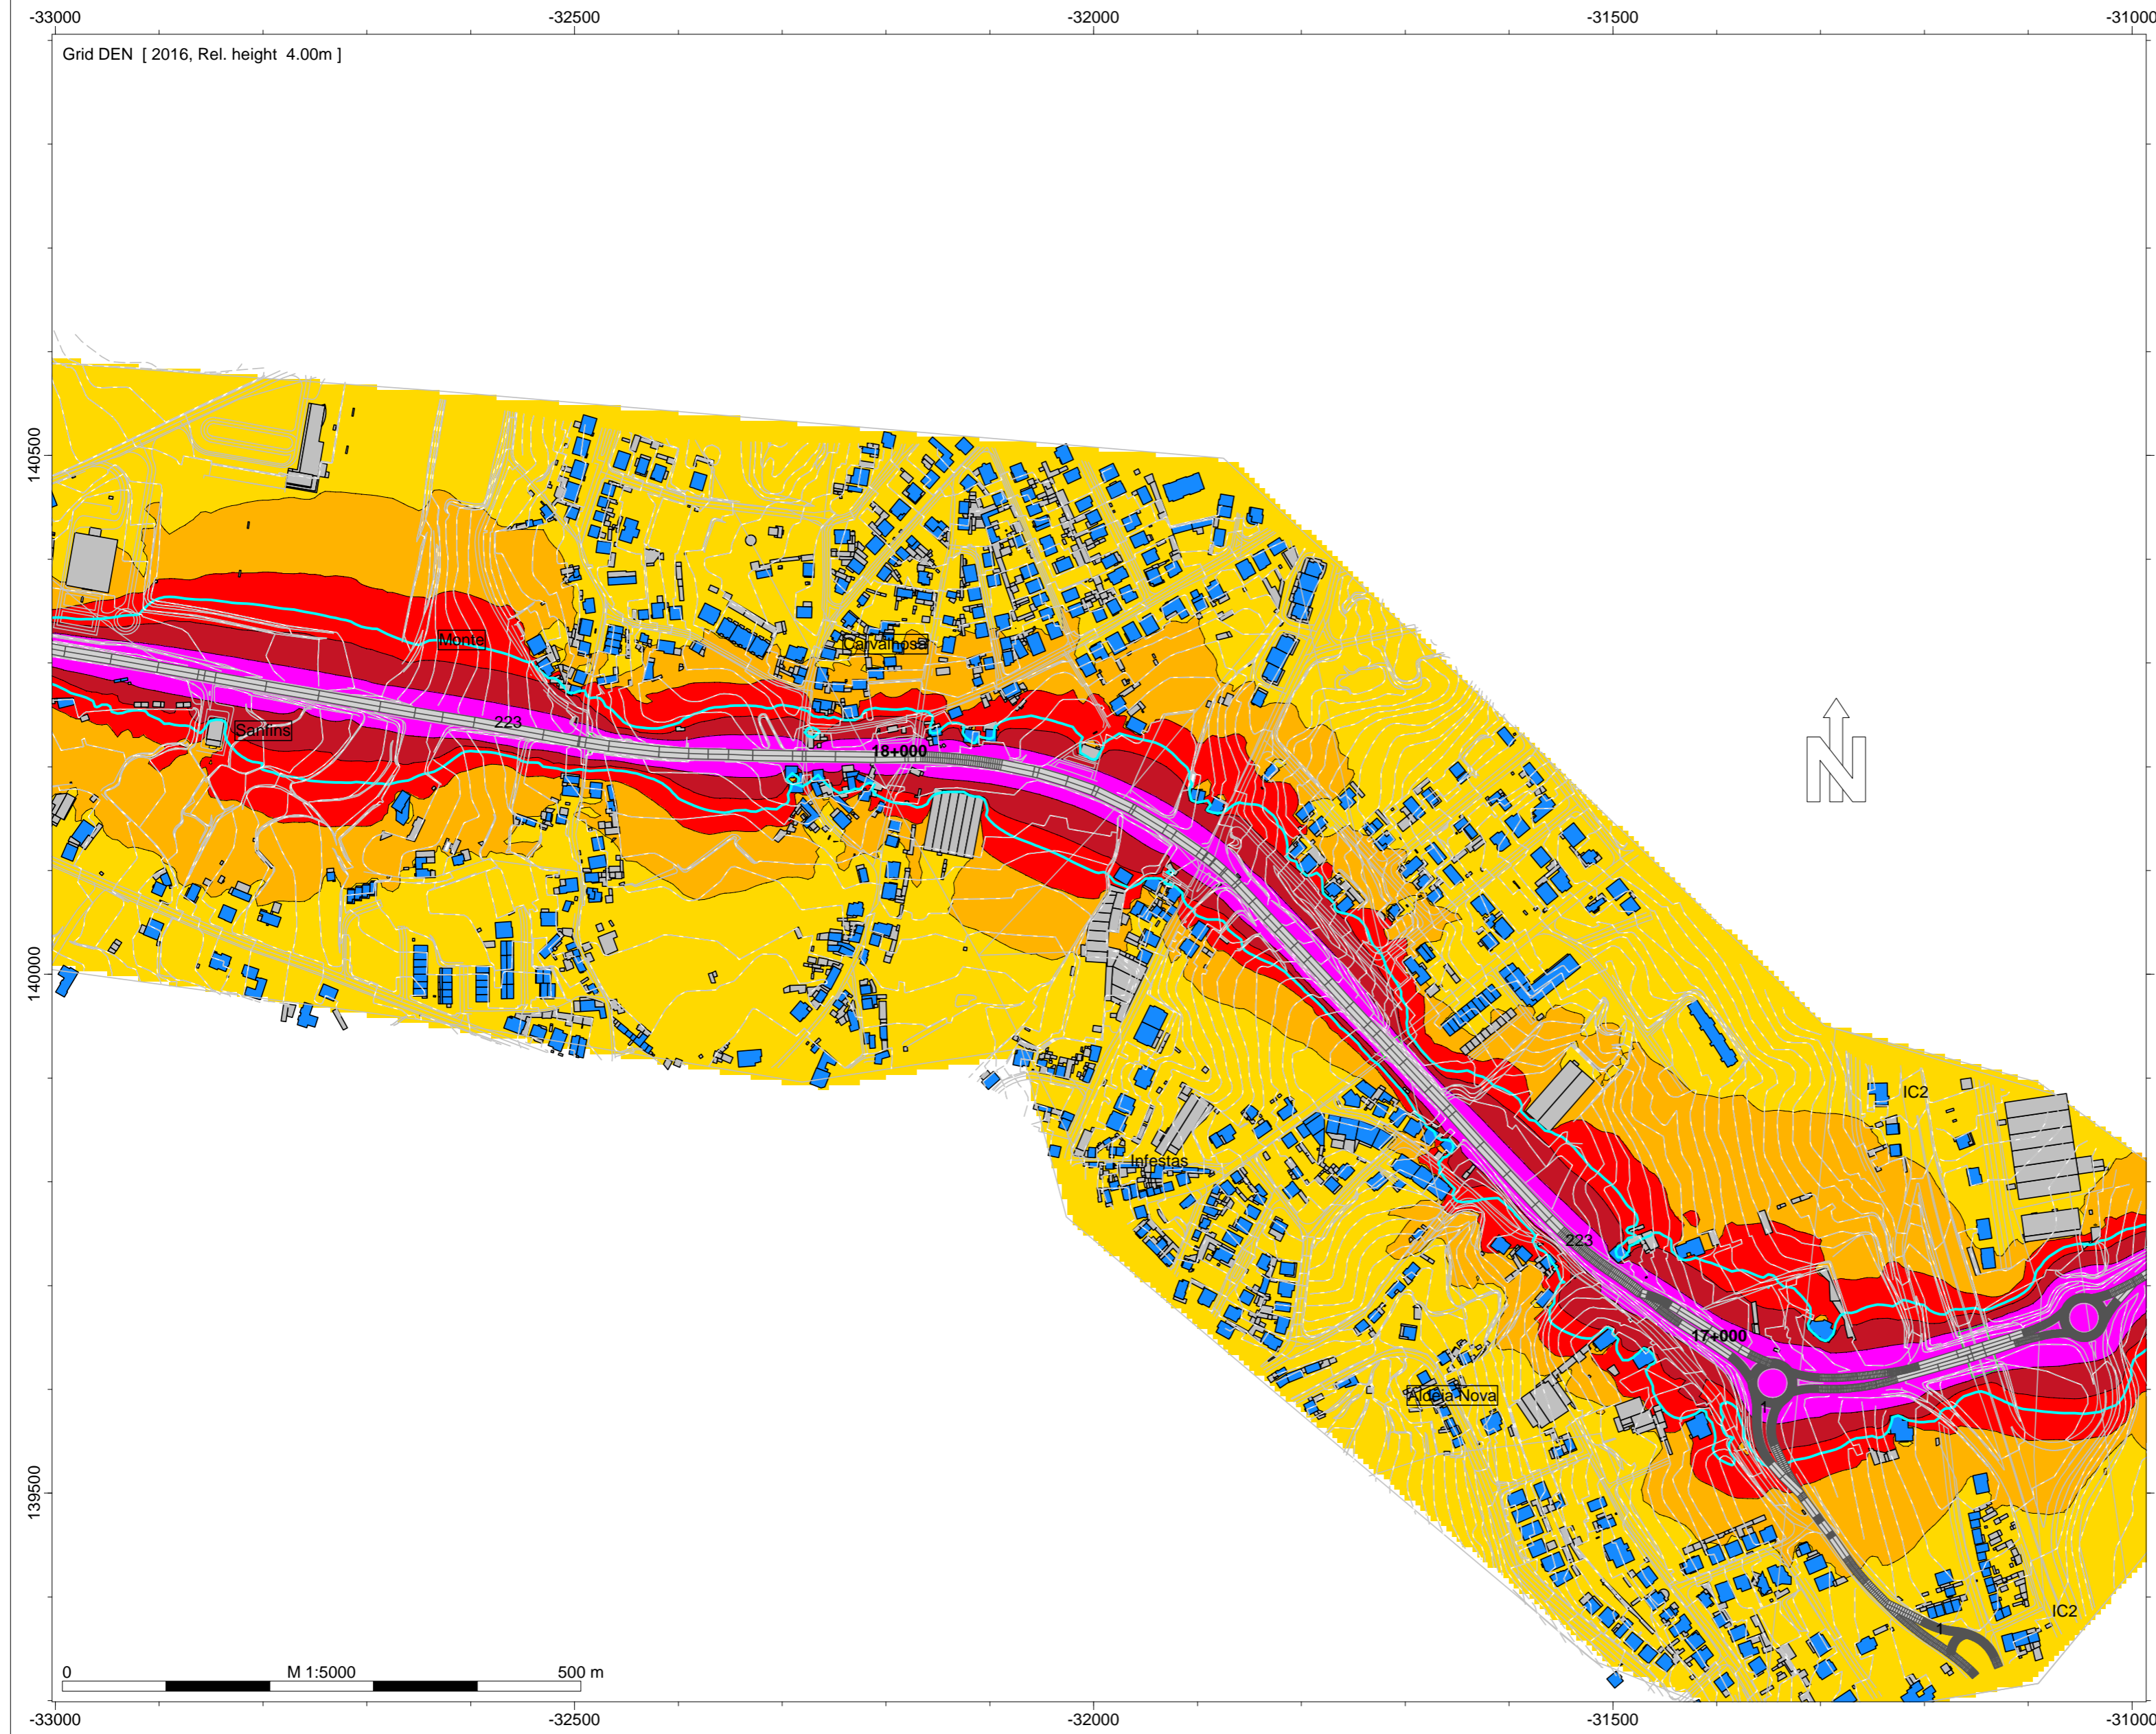 -33000 -32500 -32000 -31500 -31000
Grid DEN [ 2016, Rel. height 4.00m ]
140500
Monte
Carvalhosa
223
Sanfins
18+000
N
140000
IC2
Infestas
223
17+000
Aldeia Nova
1
139500
IC2
1
0 M 1:5000 500 m
-33000 -32500 -32000 -31500 -31000